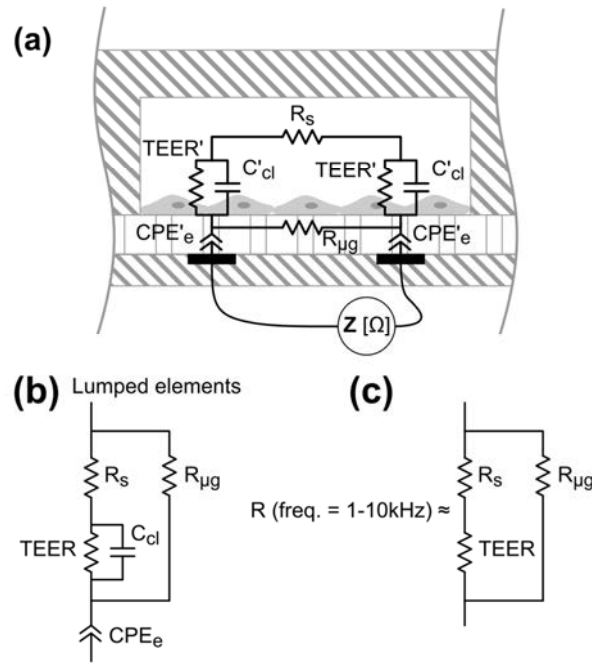 (a)
Rₛ
TEER' C'cl TEER' C'cl
CPE'ₑ Rμg CPE'ₑ
Z [Ω]
(b) Lumped elements
Rₛ Rμg
TEER Ccl
CPEₑ
(c)
Rₛ Rμg
R (freq. = 1-10kHz) ≈
TEER